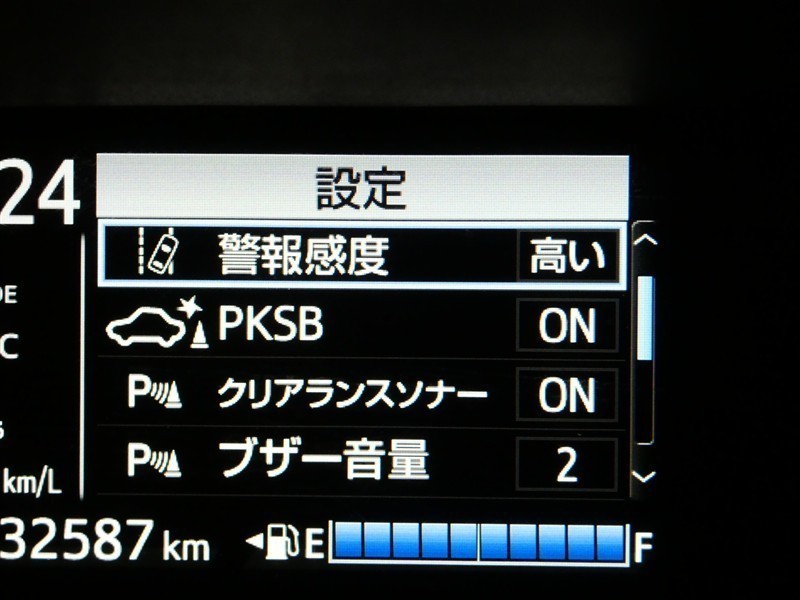 24
設定
警報感度 高い
PKSB ON
P クリアランスソナー ON
P ブザー音量 2
C
km/L
32587 km E F